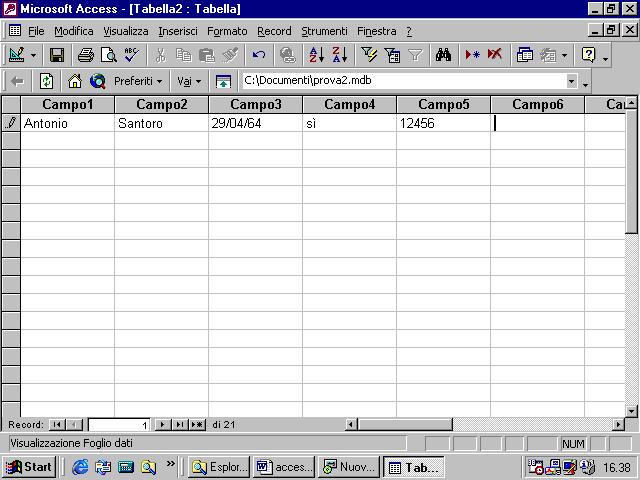 Microsoft Access - [Tabella2 : Tabella]
File Modifica Visualizza Inserisci Formato Record Strumenti Finestra ?
Preferiti Vai C:\Documenti\prova2.mdb
Campo1 Campo2 Campo3 Campo4 Campo5 Campo6 Ca
Antonio Santoro 29/04/64 sì 12456
Record: 1 di 21
Visualizzazione Foglio dati NUM
Start Esplor... acces... Nuov... Tab... 16.38